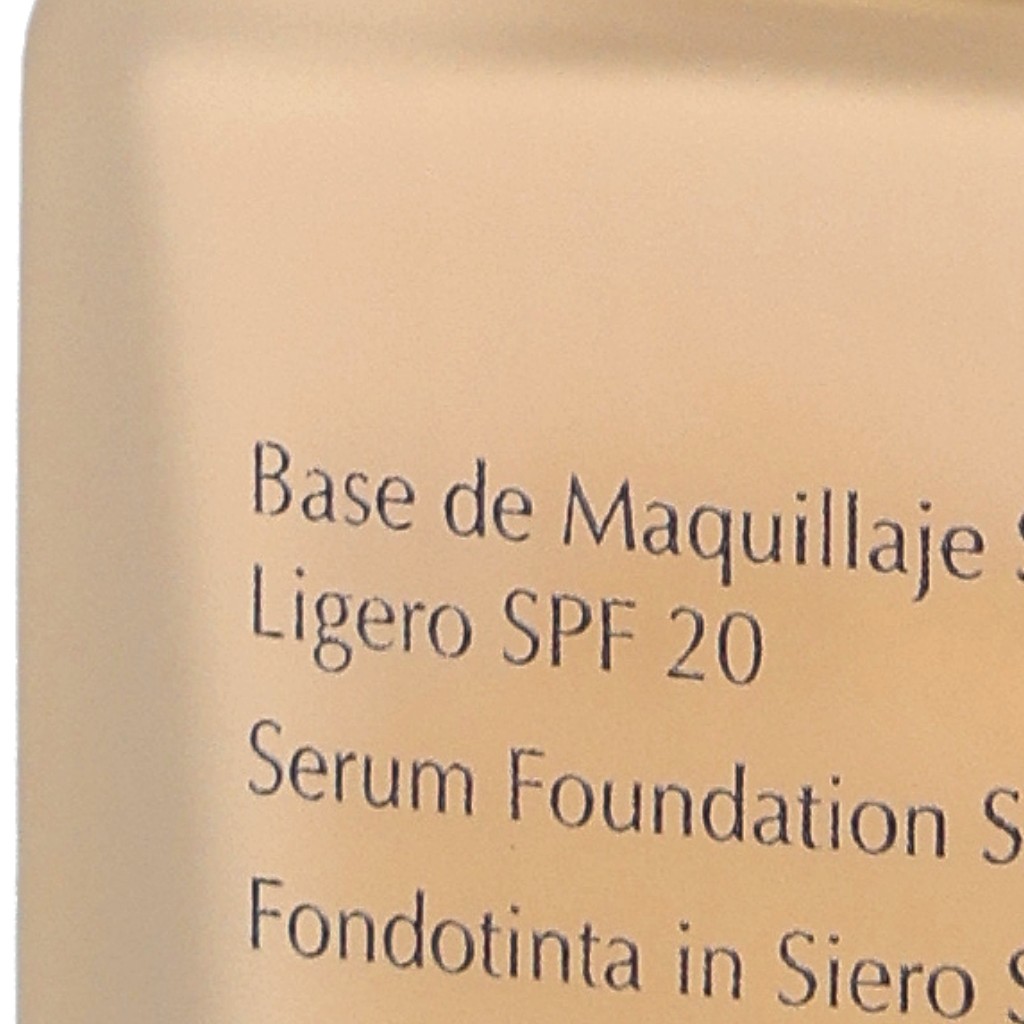 Base de Maquillaje S
Ligero SPF 20
Serum Foundation S
Fondotinta in Siero S